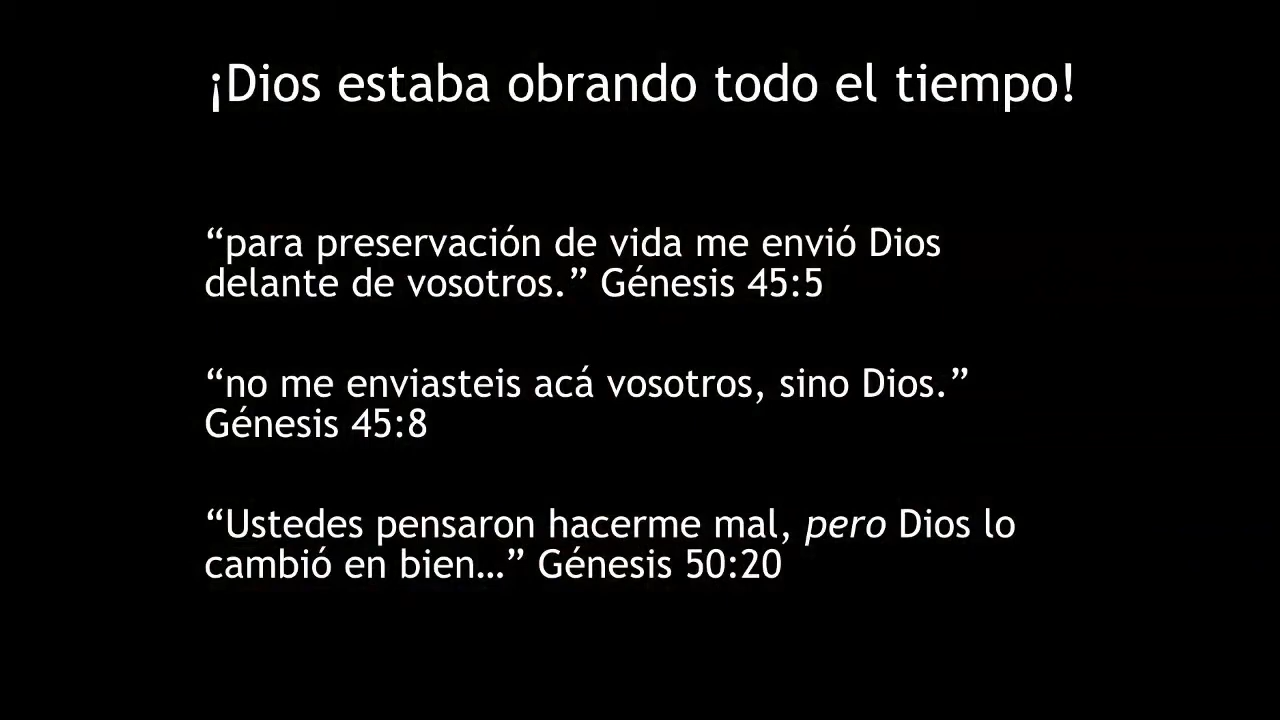 ¡Dios estaba obrando todo el tiempo!
“para preservación de vida me envió Dios
delante de vosotros.” Génesis 45:5
“no me enviasteis acá vosotros, sino Dios.”
Génesis 45:8
“Ustedes pensaron hacerme mal, pero Dios lo
cambió en bien…” Génesis 50:20